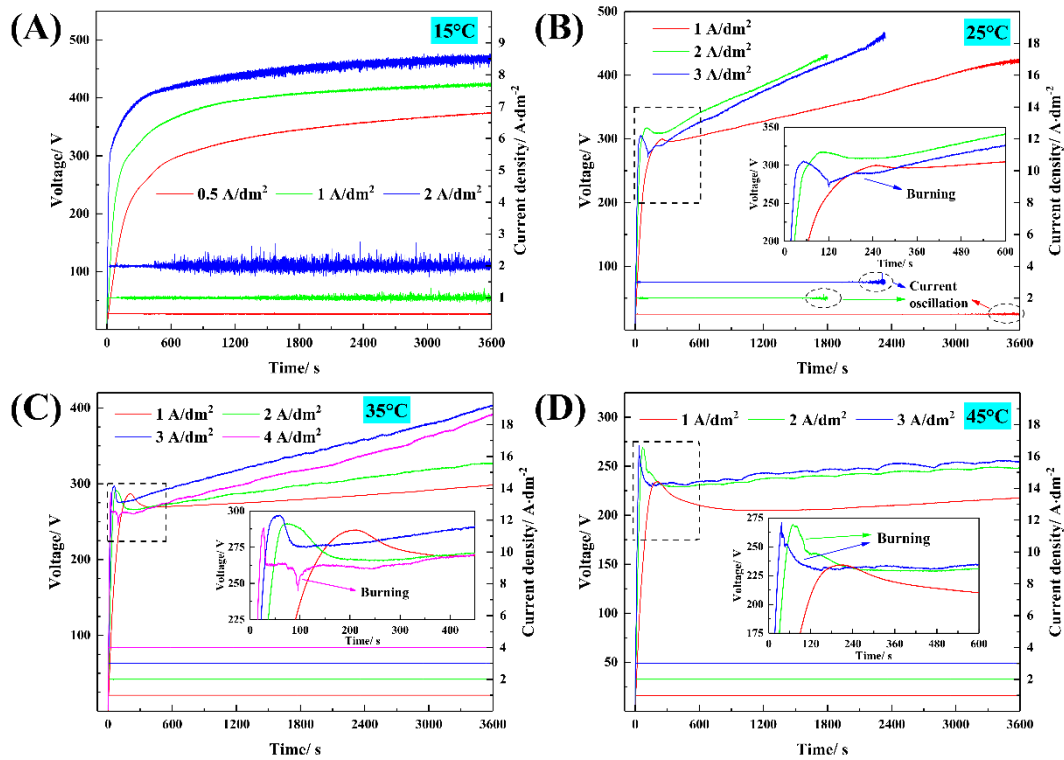 (A)
15°C
500
400
300
200
100
9
8
7
6
5
4
3
2
1
0.5 A/dm²
1 A/dm²
2 A/dm²
0
600
1200
1800
2400
3000
3600
Voltage/ V
Current density/ A·dm⁻²
Time/ s
(B)
25°C
1 A/dm²
2 A/dm²
3 A/dm²
500
400
300
200
100
18
16
14
12
10
8
6
4
2
350
300
250
200
0
120
240
360
480
600
Voltage/ V
Time/ s
Burning
Current
oscillation
0
600
1200
1800
2400
3000
3600
Voltage/ V
Current density/ A·dm⁻²
Time/ s
(C)
35°C
1 A/dm²
2 A/dm²
3 A/dm²
4 A/dm²
400
300
200
100
18
16
14
12
10
8
6
4
2
300
275
250
225
0
100
200
300
400
Voltage/ V
Time/ s
Burning
0
600
1200
1800
2400
3000
3600
Voltage/ V
Current density/ A·dm⁻²
Time/ s
(D)
45°C
1 A/dm²
2 A/dm²
3 A/dm²
300
250
200
150
100
50
18
16
14
12
10
8
6
4
2
275
250
225
200
175
0
120
240
360
480
600
Voltage/ V
Time/ s
Burning
0
600
1200
1800
2400
3000
3600
Voltage/ V
Current density/ A·dm⁻²
Time/ s